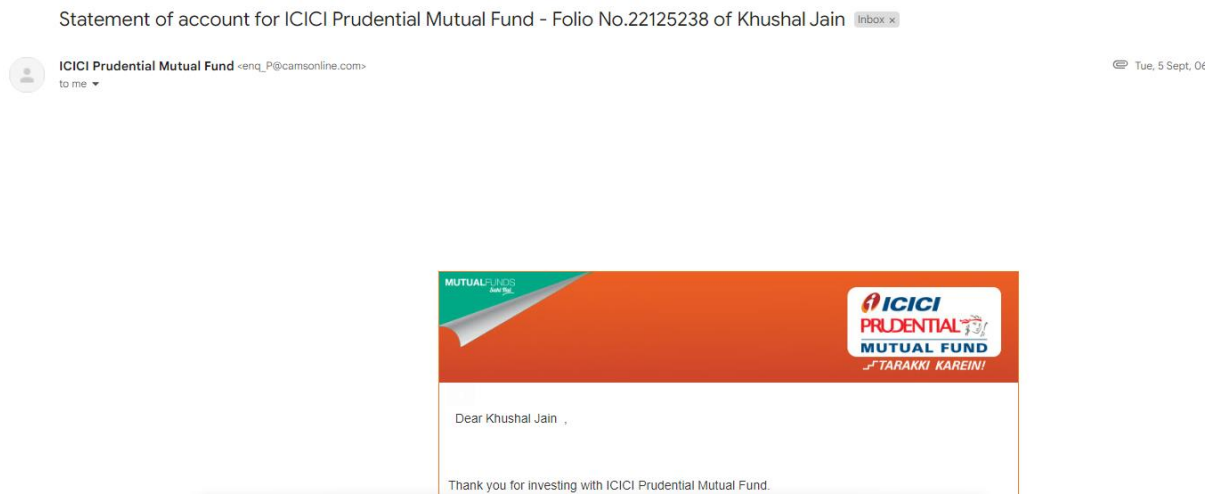 Statement of account for ICICI Prudential Mutual Fund - Folio No.22125238 of Khushal Jain Inbox ×
ICICI Prudential Mutual Fund <enq_P@camsonline.com>
Tue, 5 Sept, 06
to me
MUTUALFUNDS
Sahi Hai
ICICI
PRUDENTIAL
MUTUAL FUND
TARAKKI KAREIN!
Dear Khushal Jain ,
Thank you for investing with ICICI Prudential Mutual Fund.